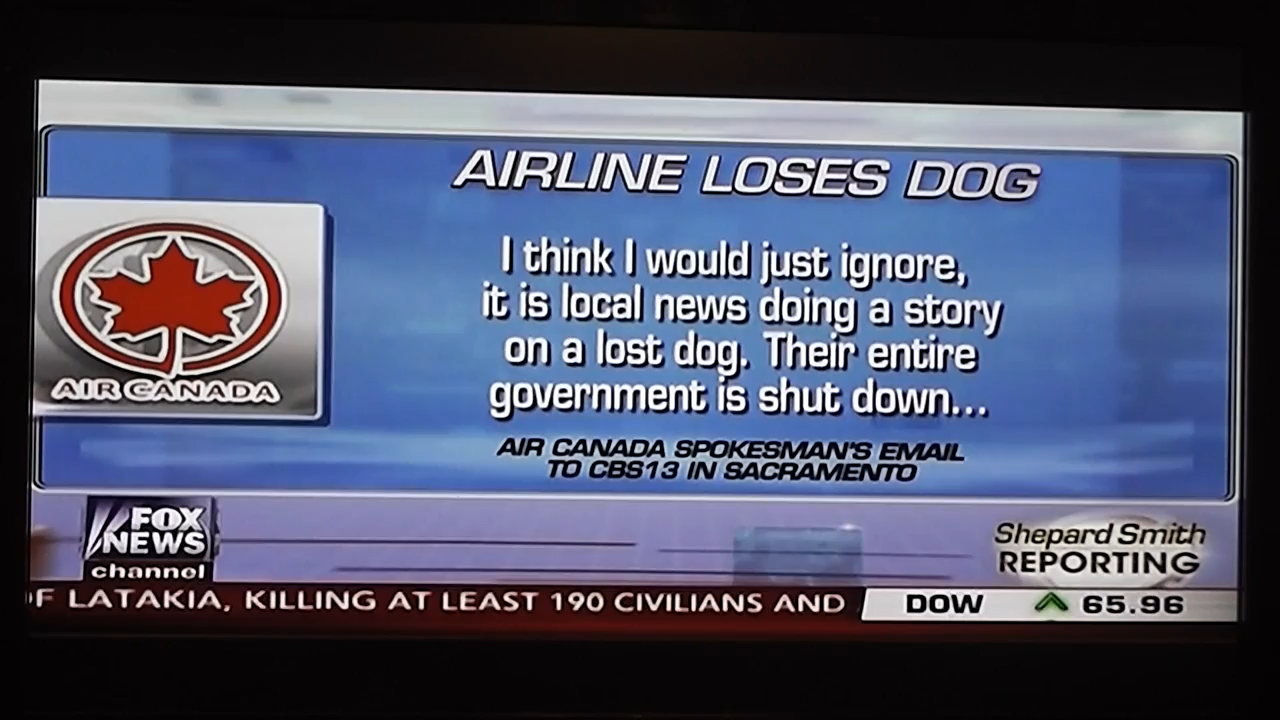 AIRLINE LOSES DOG
I think I would just ignore,
it is local news doing a story
on a lost dog. Their entire
government is shut down...
AIR CANADA SPOKESMAN'S EMAIL
TO CBS13 IN SACRAMENTO
AIR CANADA
FOX
NEWS
channel
Shepard Smith
REPORTING
OF LATAKIA, KILLING AT LEAST 190 CIVILIANS AND
DOW 65.96